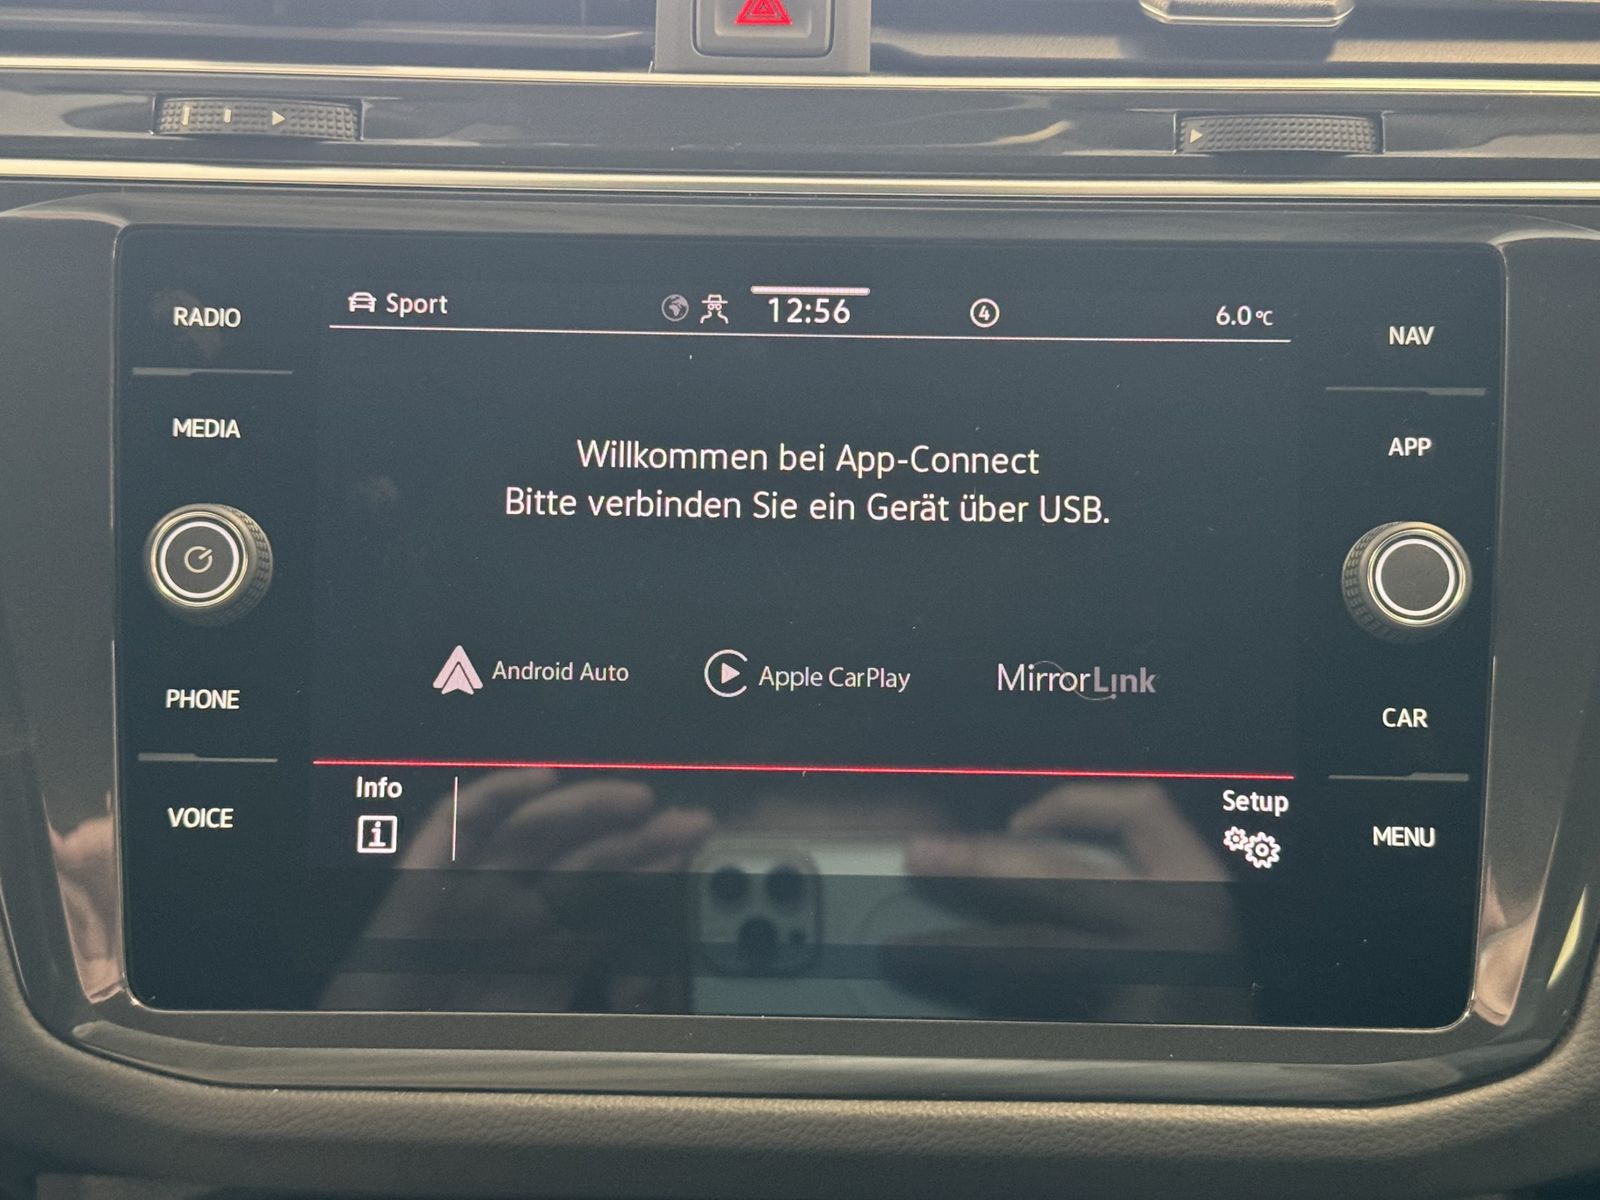 Sport 12:56 4 6.0°C
RADIO
MEDIA
PHONE
VOICE
Willkommen bei App-Connect
Bitte verbinden Sie ein Gerät über USB.
Android Auto
Apple CarPlay
MirrorLink
Info
i
Setup
NAV
APP
CAR
MENU